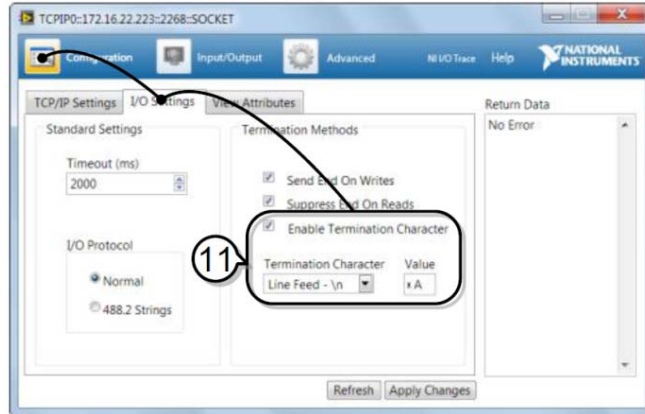 TCPIP0::172.16.22.223::2268::SOCKET
Configuration Input/Output Advanced NI I/O Trace Help NATIONAL INSTRUMENTS
TCP/IP Settings I/O Settings View Attributes
Return Data
No Error
Standard Settings
Timeout (ms)
2000
I/O Protocol
Normal
488.2 Strings
Termination Methods
Send End On Writes
Suppress End On Reads
Enable Termination Character
11
Termination Character Value
Line Feed - \n x A
Refresh Apply Changes